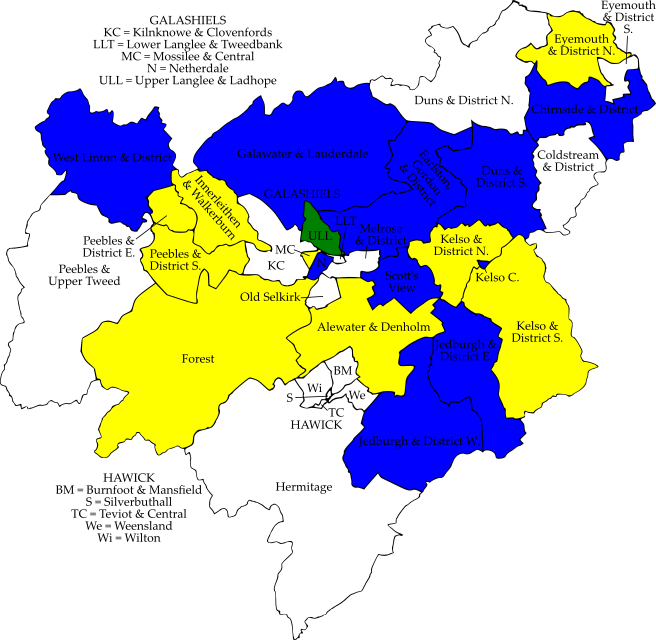 GALASHIELS
KC = Kilnknowe & Clovenfords
LLT = Lower Langlee & Tweedbank
MC = Mossilee & Central
N = Netherdale
ULL = Upper Langlee & Ladhope
Eyemouth
& District
S.
Eyemouth
& District N.
Duns & District N.
Chirnside & District
West Linton & District
Galawater & Lauderdale
Earlston,
Gordon
& District
Duns &
District S.
Coldstream
& District
Innerleithen
& Walkerburn
GALASHIELS
LLT
ULL
Melrose
& District
Peebles &
District E.
Peebles &
District S.
Peebles &
Upper Tweed
MC
KC
N
Kelso &
District N.
Kelso C.
Scott's
View
Old Selkirk
Alewater & Denholm
Kelso &
District S.
Forest
Jedburgh &
District E.
BM
Wi
We
S
TC
HAWICK
Jedburgh & District W.
Hermitage
HAWICK
BM = Burnfoot & Mansfield
S = Silverbuthall
TC = Teviot & Central
We = Weensland
Wi = Wilton